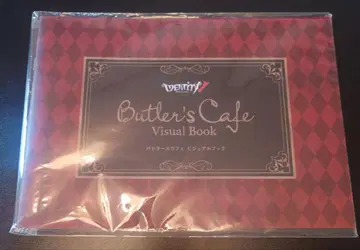 IDENTITY V
Butler's Cafe
Visual Book
バトラーズカフェ ビジュアルブック